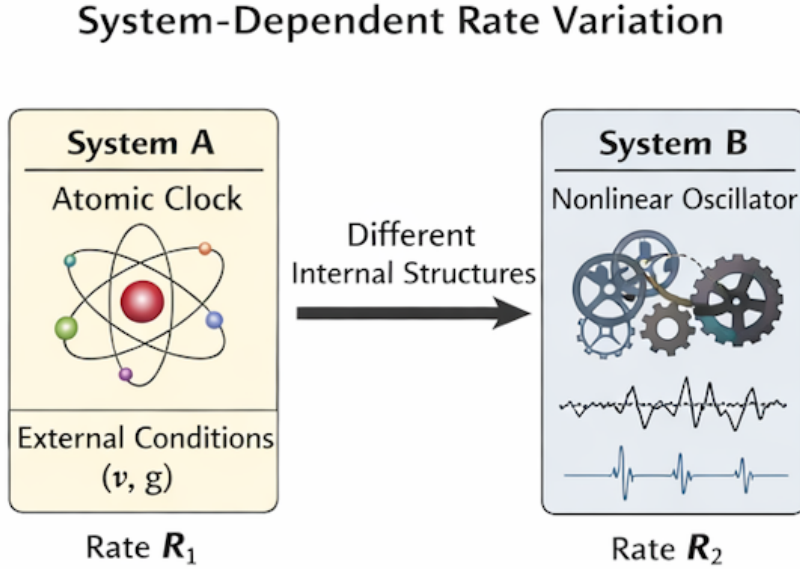 System-Dependent Rate Variation
System A
Atomic Clock
External Conditions
(v, g)
Rate R₁
Different
Internal Structures
System B
Nonlinear Oscillator
Rate R₂